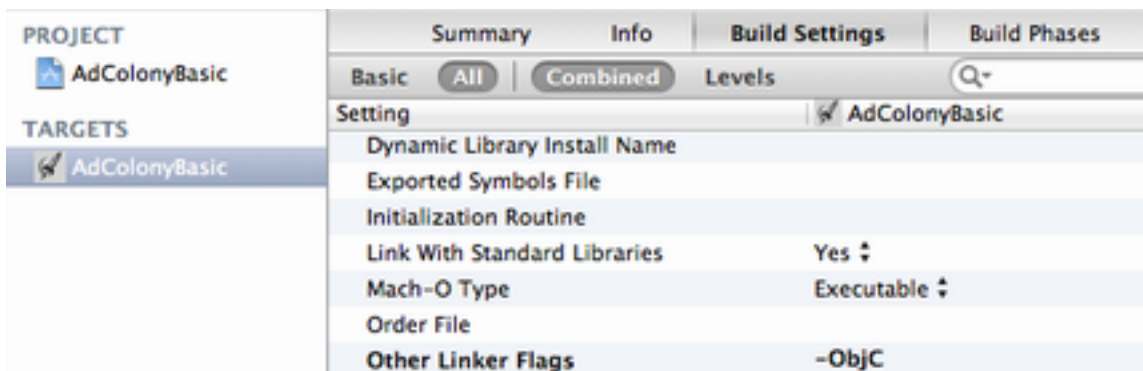 PROJECT
AdColonyBasic
TARGETS
AdColonyBasic
Summary Info Build Settings Build Phases
Basic All Combined Levels
Setting AdColonyBasic
Dynamic Library Install Name
Exported Symbols File
Initialization Routine
Link With Standard Libraries Yes
Mach-O Type Executable
Order File
Other Linker Flags -ObjC